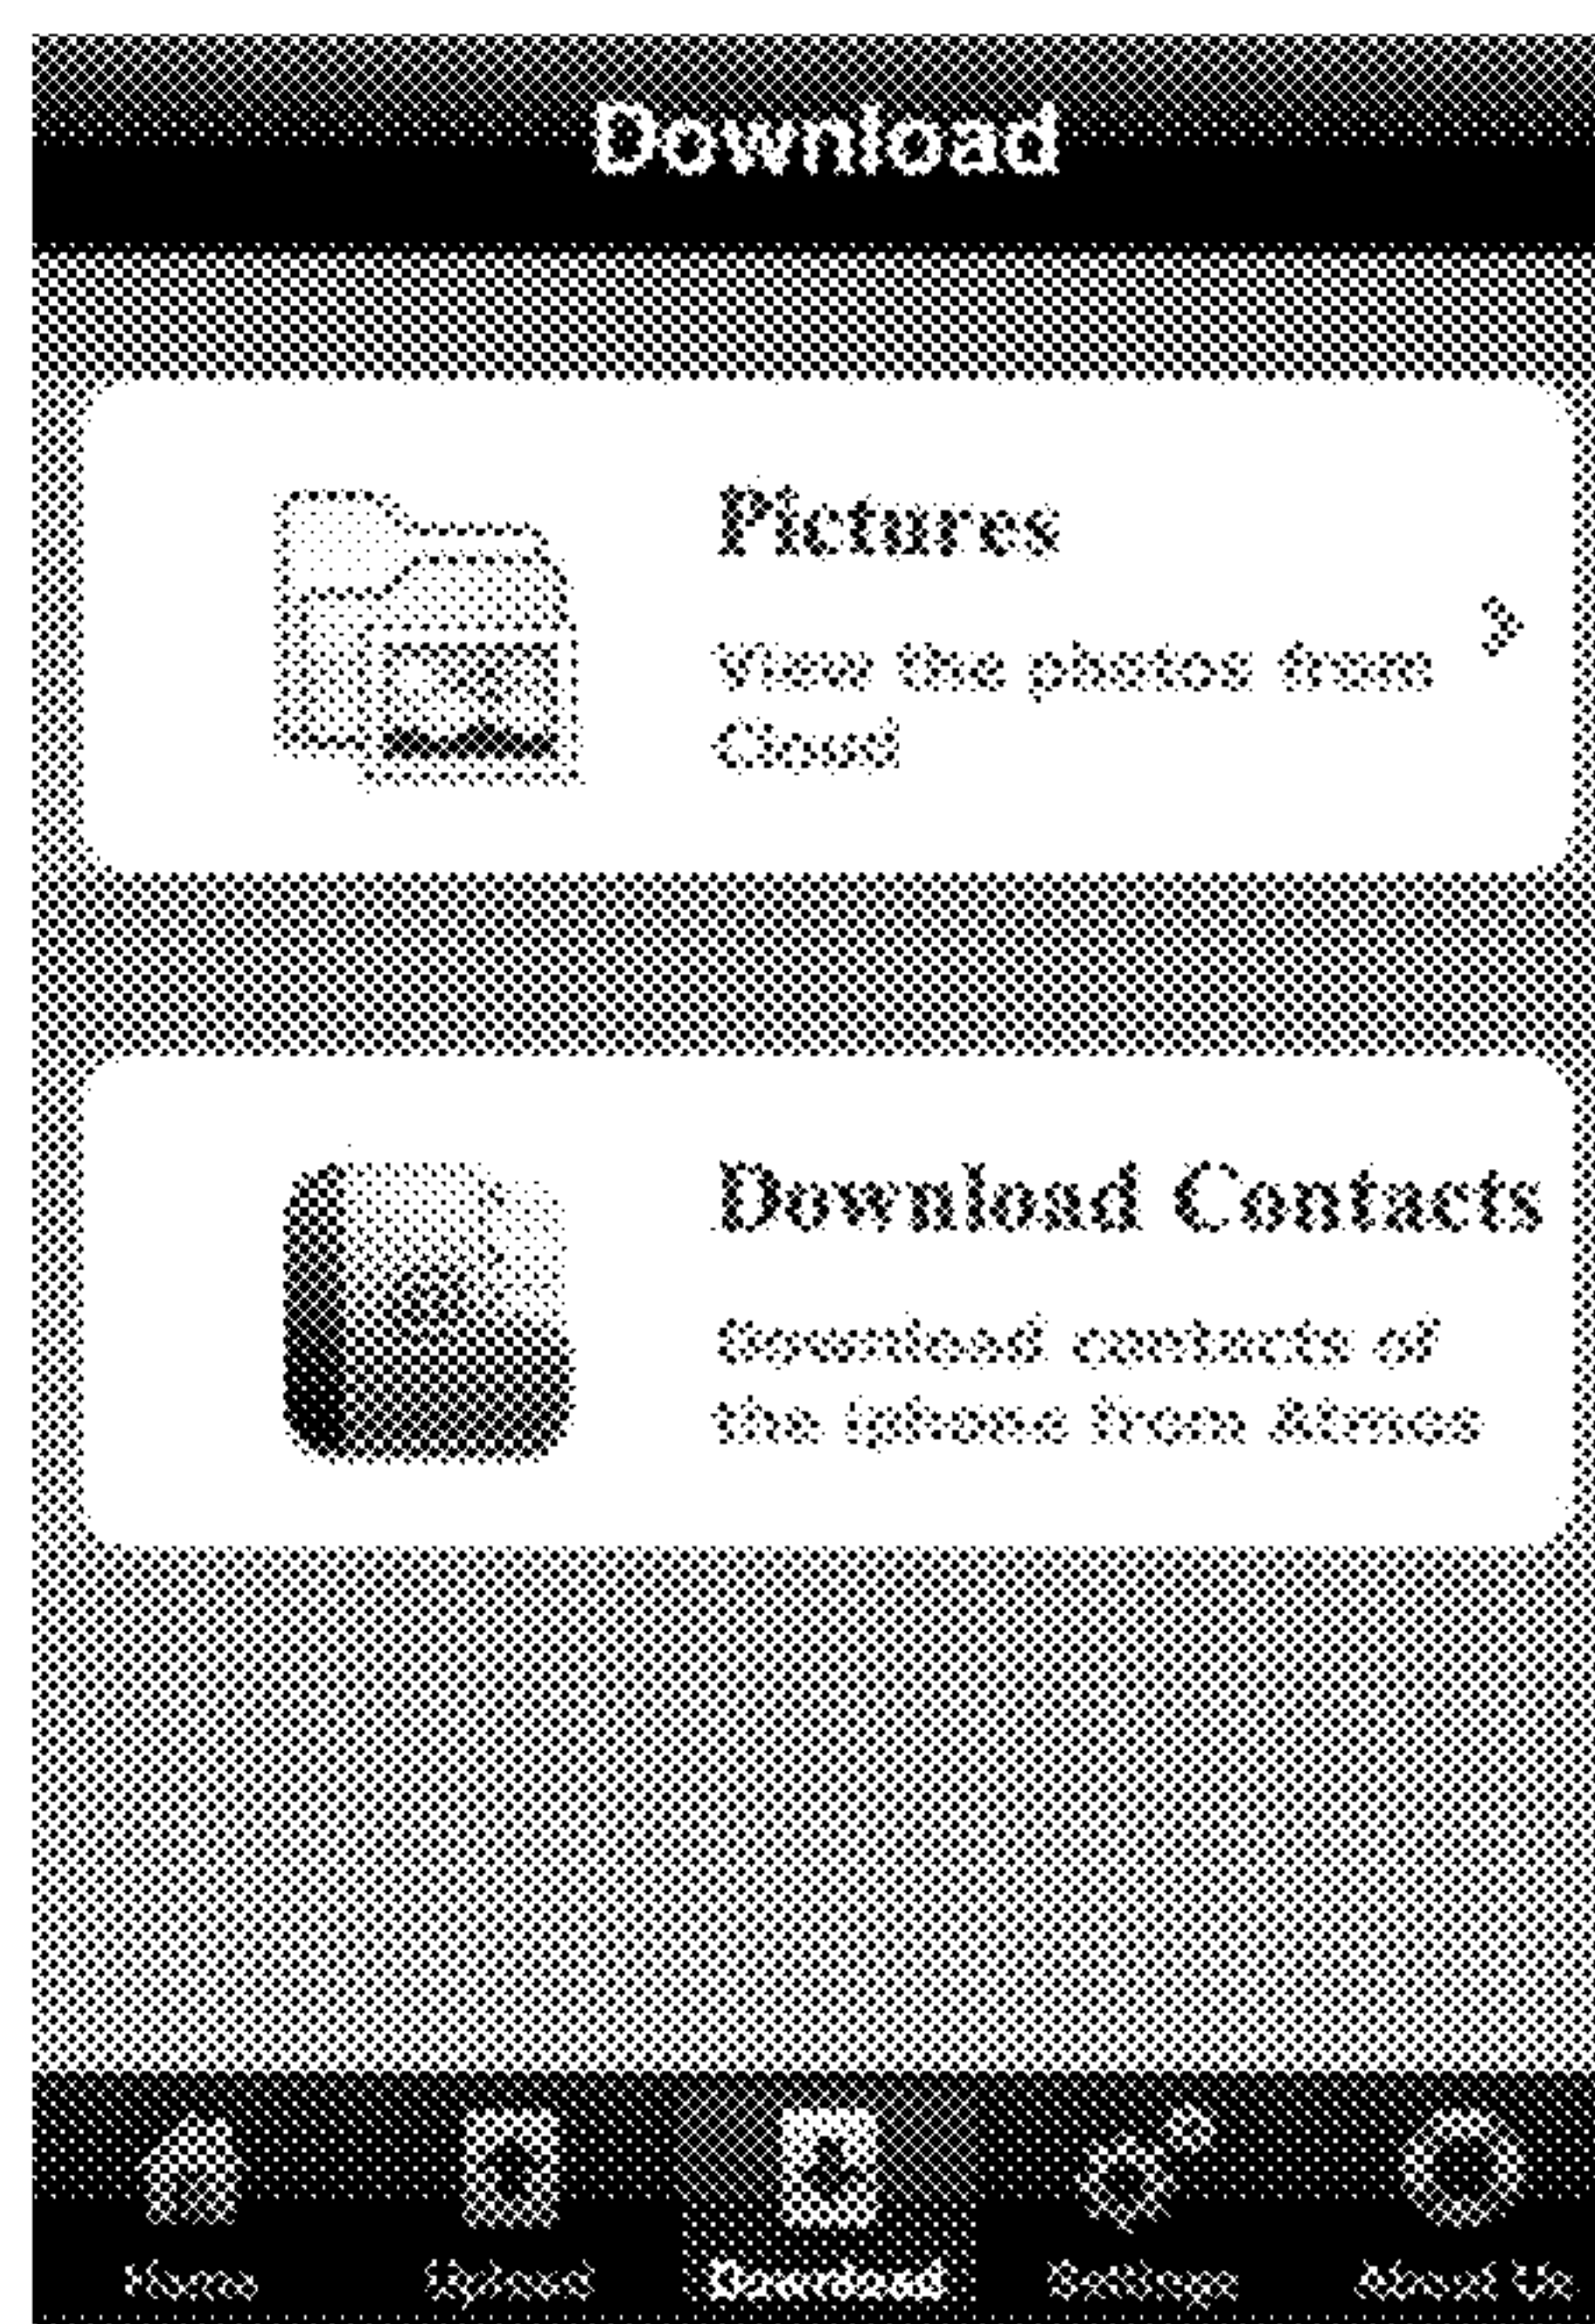 Download
Pictures
View the photos from
Cloud
Download Contacts
Download contacts of
the iphone from Atmos
Home Upload Download Settings About Us